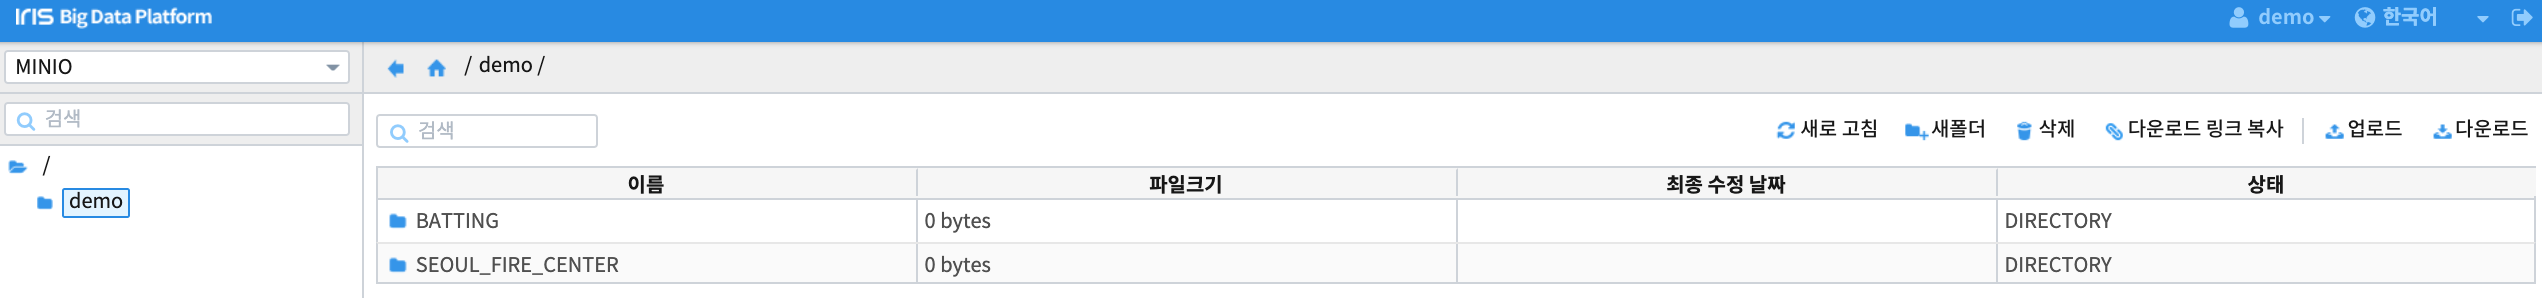 IRIS Big Data Platform
demo
한국어
MINIO
/ demo /
검색
검색
새로 고침
새폴더
삭제
다운로드 링크 복사
업로드
다운로드
/
demo
이름 파일크기 최종 수정 날짜 상태
BATTING 0 bytes DIRECTORY
SEOUL_FIRE_CENTER 0 bytes DIRECTORY